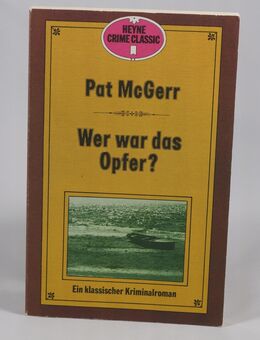 HEYNE
CRIME CLASSIC
Pat McGerr
Wer war das
Opfer?
Ein klassischer Kriminalroman